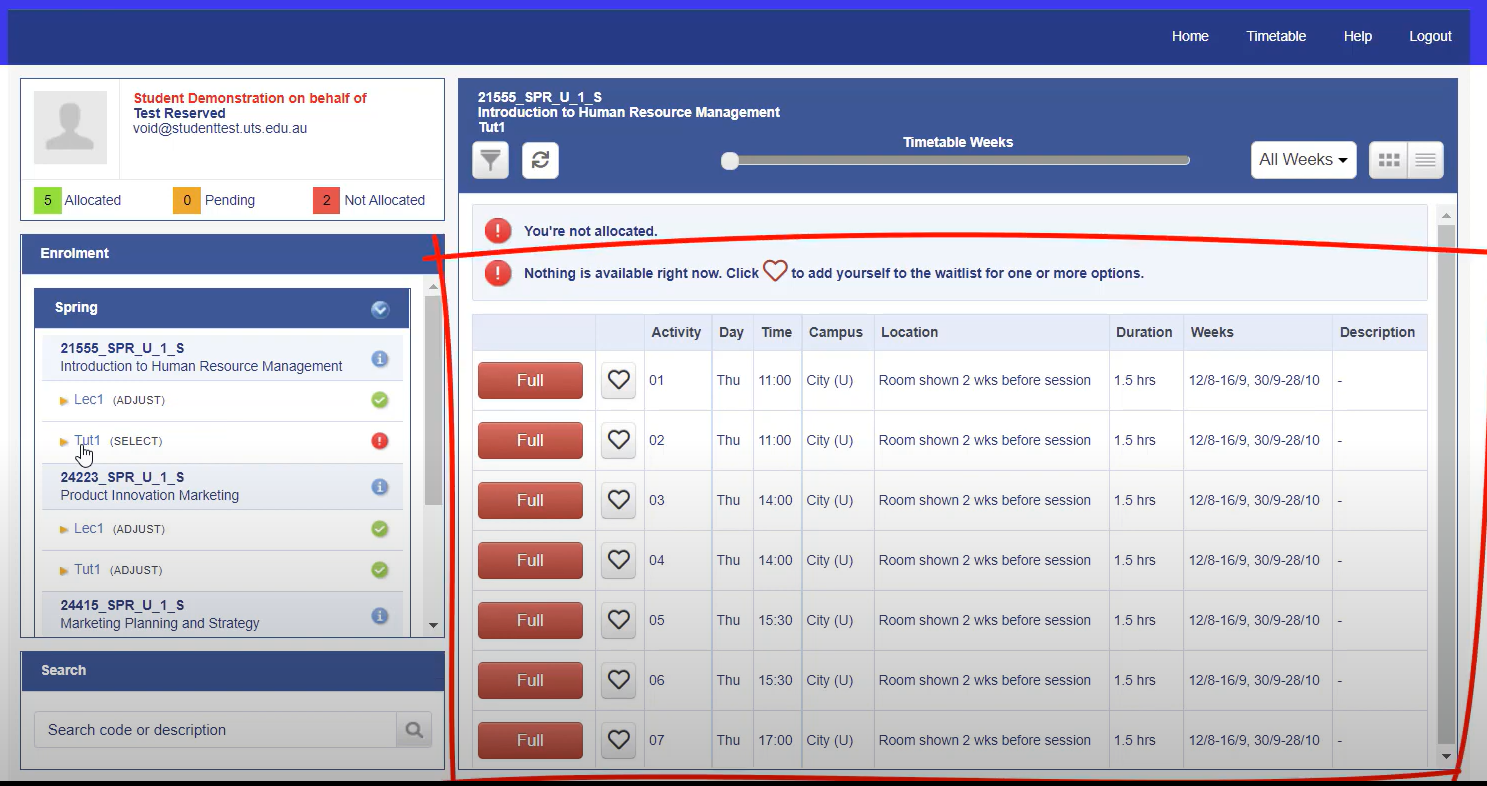 Home Timetable Help Logout
Student Demonstration on behalf of
Test Reserved
void@studenttest.uts.edu.au
5 Allocated 0 Pending 2 Not Allocated
Enrolment
Spring
21555_SPR_U_1_S
Introduction to Human Resource Management
Lec1 (ADJUST)
Tut1 (SELECT)
24223_SPR_U_1_S
Product Innovation Marketing
Lec1 (ADJUST)
Tut1 (ADJUST)
24415_SPR_U_1_S
Marketing Planning and Strategy
Search
Search code or description
21555_SPR_U_1_S
Introduction to Human Resource Management
Tut1
Timetable Weeks
All Weeks
You're not allocated.
Nothing is available right now. Click to add yourself to the waitlist for one or more options.
Activity Day Time Campus Location Duration Weeks Description
Full 01 Thu 11:00 City (U) Room shown 2 wks before session 1.5 hrs 12/8-16/9, 30/9-28/10 -
Full 02 Thu 11:00 City (U) Room shown 2 wks before session 1.5 hrs 12/8-16/9, 30/9-28/10 -
Full 03 Thu 14:00 City (U) Room shown 2 wks before session 1.5 hrs 12/8-16/9, 30/9-28/10 -
Full 04 Thu 14:00 City (U) Room shown 2 wks before session 1.5 hrs 12/8-16/9, 30/9-28/10 -
Full 05 Thu 15:30 City (U) Room shown 2 wks before session 1.5 hrs 12/8-16/9, 30/9-28/10 -
Full 06 Thu 15:30 City (U) Room shown 2 wks before session 1.5 hrs 12/8-16/9, 30/9-28/10 -
Full 07 Thu 17:00 City (U) Room shown 2 wks before session 1.5 hrs 12/8-16/9, 30/9-28/10 -